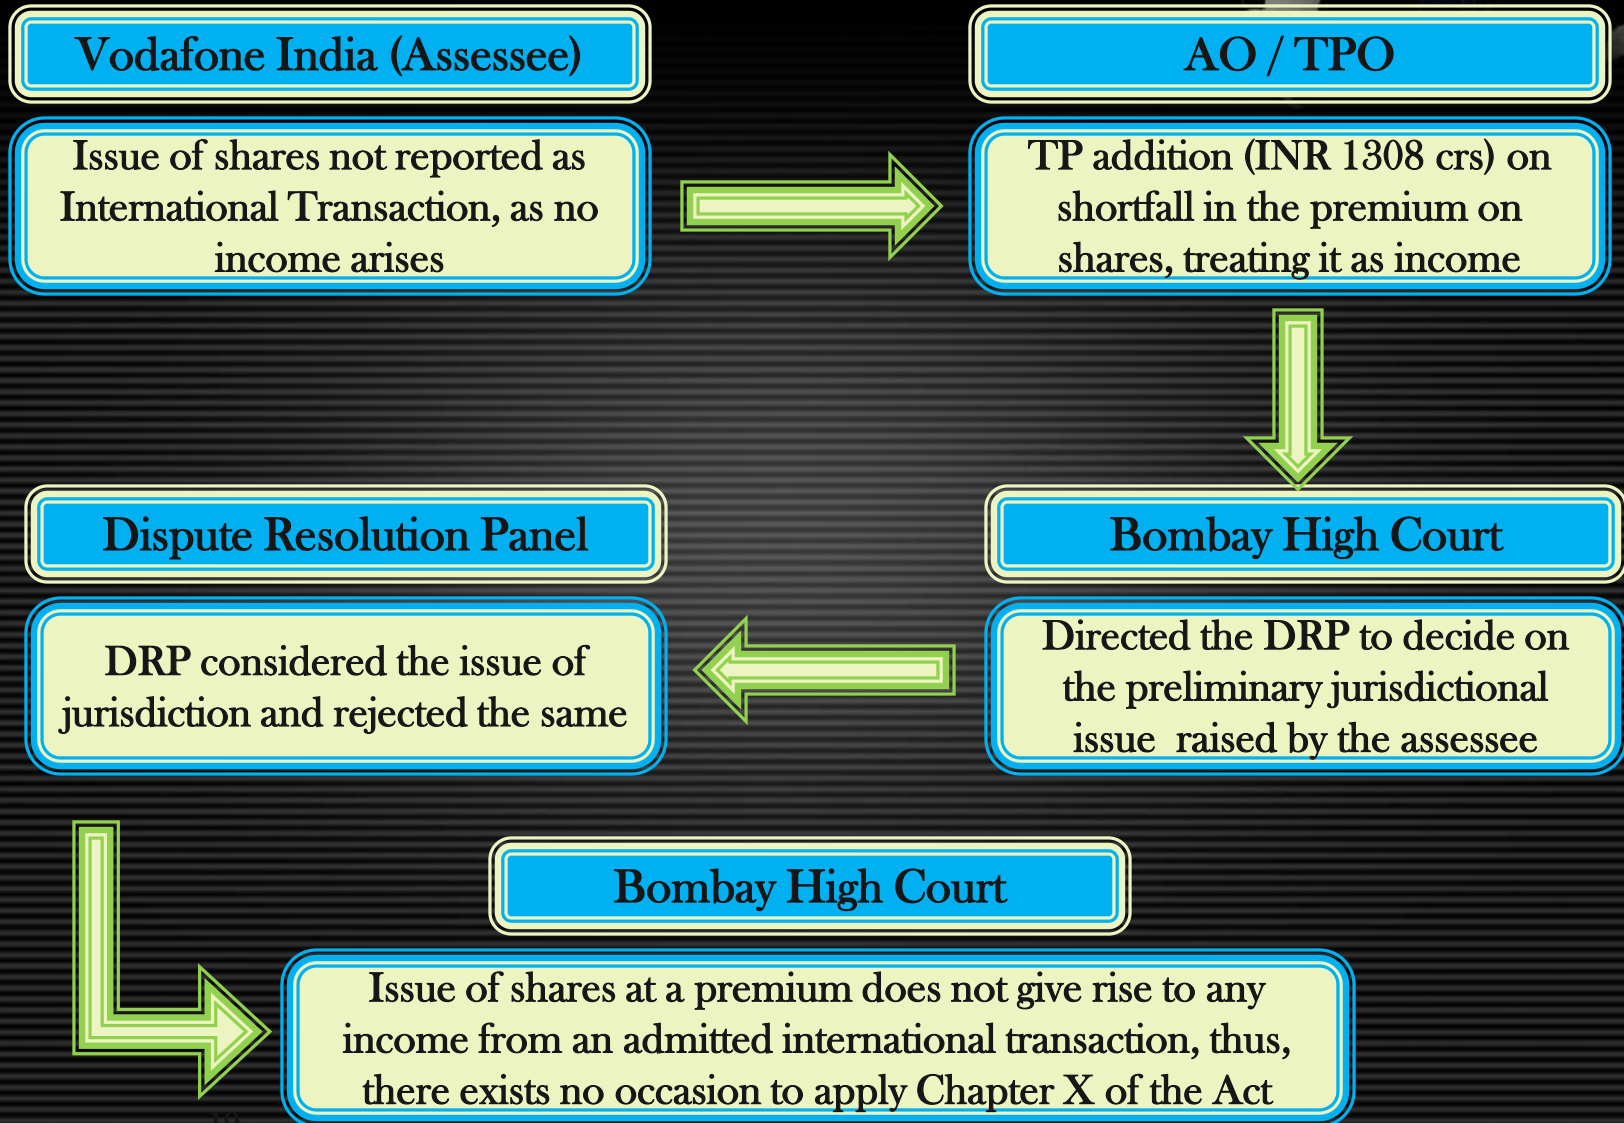 Vodafone India (Assessee)
Issue of shares not reported as
International Transaction, as no
income arises
AO / TPO
TP addition (INR 1308 crs) on
shortfall in the premium on
shares, treating it as income
Bombay High Court
Directed the DRP to decide on
the preliminary jurisdictional
issue  raised by the assessee
Dispute Resolution Panel
DRP considered the issue of
jurisdiction and rejected the same
Bombay High Court
Issue of shares at a premium does not give rise to any
income from an admitted international transaction, thus,
there exists no occasion to apply Chapter X of the Act